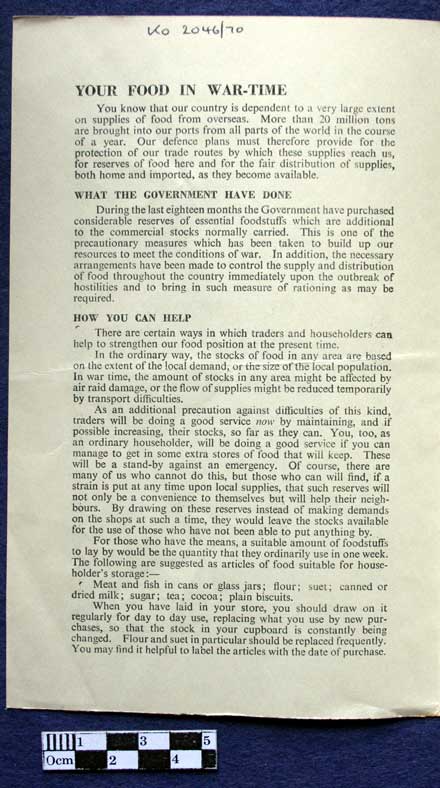 KO 2046/70
YOUR FOOD IN WAR-TIME
You know that our country is dependent to a very large extent
on supplies of food from overseas. More than 20 million tons
are brought into our ports from all parts of the world in the course
of a year. Our defence plans must therefore provide for the
protection of our trade routes by which these supplies reach us,
for reserves of food here and for the fair distribution of supplies,
both home and imported, as they become available.
WHAT THE GOVERNMENT HAVE DONE
During the last eighteen months the Government have purchased
considerable reserves of essential foodstuffs which are additional
to the commercial stocks normally carried. This is one of the
precautionary measures which has been taken to build up our
resources to meet the conditions of war. In addition, the necessary
arrangements have been made to control the supply and distribution
of food throughout the country immediately upon the outbreak of
hostilities and to bring in such measure of rationing as may be
required.
HOW YOU CAN HELP
There are certain ways in which traders and householders can
help to strengthen our food position at the present time.
In the ordinary way, the stocks of food in any area are based
on the extent of the local demand, or the size of the local population.
In war time, the amount of stocks in any area might be affected by
air raid damage, or the flow of supplies might be reduced temporarily
by transport difficulties.
As an additional precaution against difficulties of this kind,
traders will be doing a good service now by maintaining, and if
possible increasing, their stocks, so far as they can. You, too, as
an ordinary householder, will be doing a good service if you can
manage to get in some extra stores of food that will keep. These
will be a stand-by against an emergency. Of course, there are
many of us who cannot do this, but those who can will find, if a
strain is put at any time upon local supplies, that such reserves will
not only be a convenience to themselves but will help their neigh-
bours. By drawing on these reserves instead of making demands
on the shops at such a time, they would leave the stocks available
for the use of those who have not been able to put anything by.
For those who have the means, a suitable amount of foodstuffs
to lay by would be the quantity that they ordinarily use in one week.
The following are suggested as articles of food suitable for house-
holder's storage:—
Meat and fish in cans or glass jars; flour; suet; canned or
dried milk; sugar; tea; cocoa; plain biscuits.
When you have laid in your store, you should draw on it
regularly for day to day use, replacing what you use by new pur-
chases, so that the stock in your cupboard is constantly being
changed. Flour and suet in particular should be replaced frequently.
You may find it helpful to label the articles with the date of purchase.
1 3 5
0cm 2 4